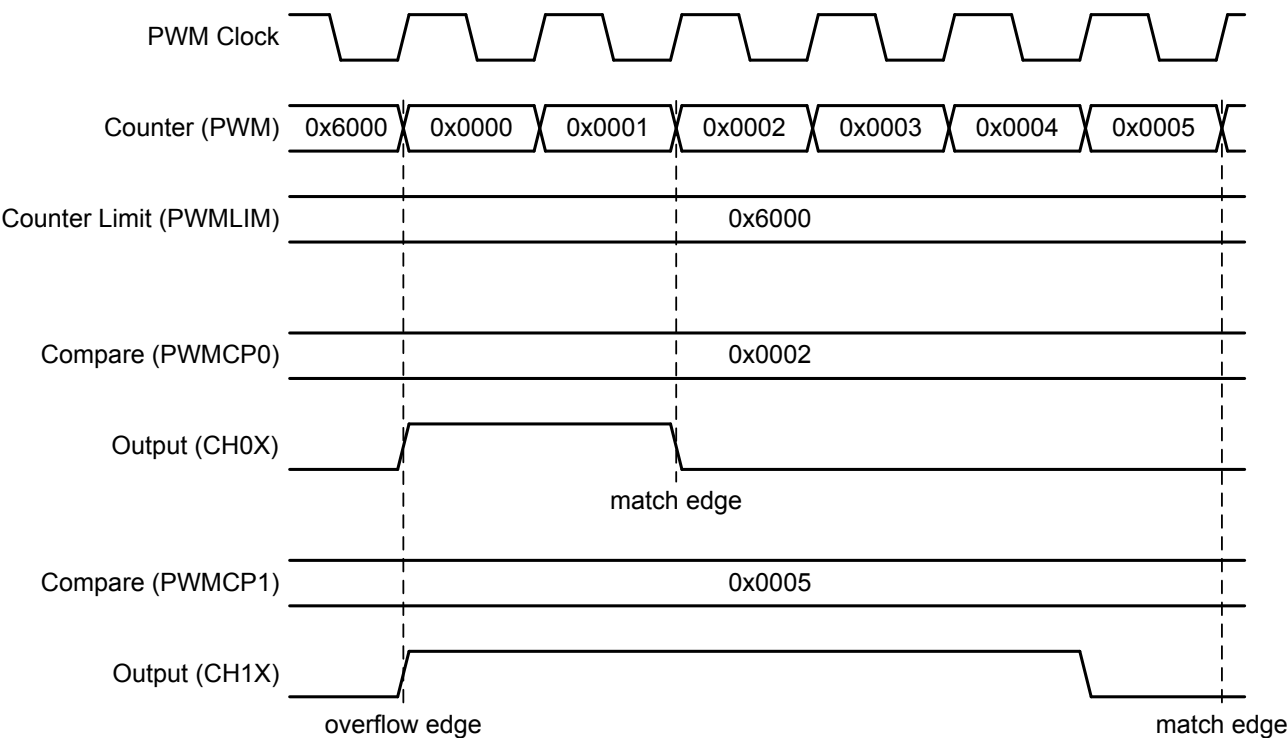 PWM Clock
Counter (PWM) 0x6000 0x0000 0x0001 0x0002 0x0003 0x0004 0x0005
Counter Limit (PWMLIM) 0x6000
Compare (PWMCP0) 0x0002
Output (CH0X)
match edge
Compare (PWMCP1) 0x0005
Output (CH1X)
overflow edge match edge